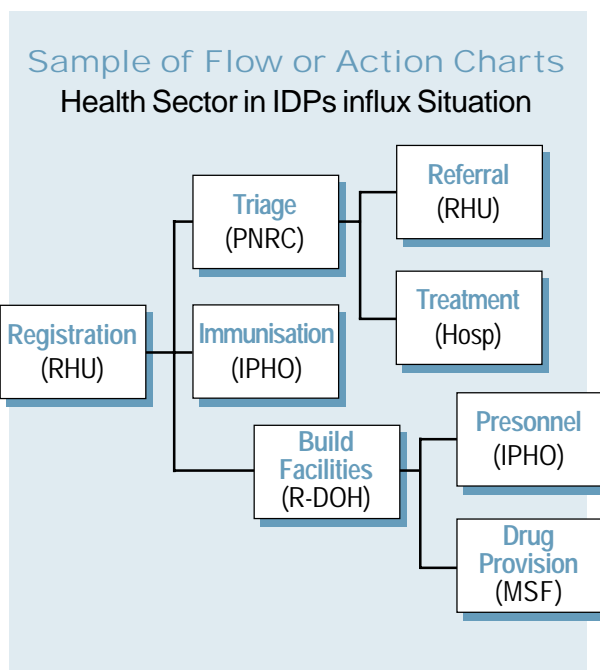 Sample of Flow or Action Charts
Health Sector in IDPs influx Situation
Registration
(RHU)
Triage
(PNRC)
Referral
(RHU)
Treatment
(Hosp)
Immunisation
(IPHO)
Build
Facilities
(R-DOH)
Presonnel
(IPHO)
Drug
Provision
(MSF)